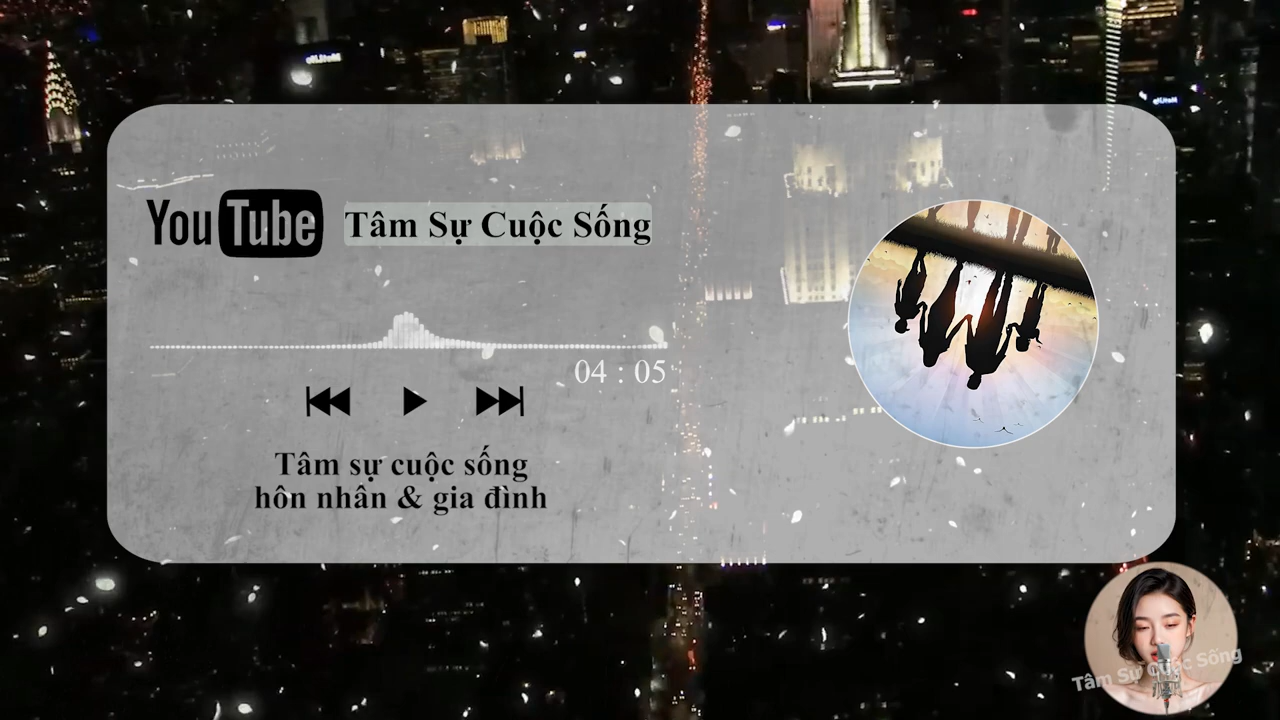 YouTube Tâm Sự Cuộc Sống
04 : 05
Tâm sự cuộc sống
hôn nhân & gia đình
Tâm Sự Cuộc Sống